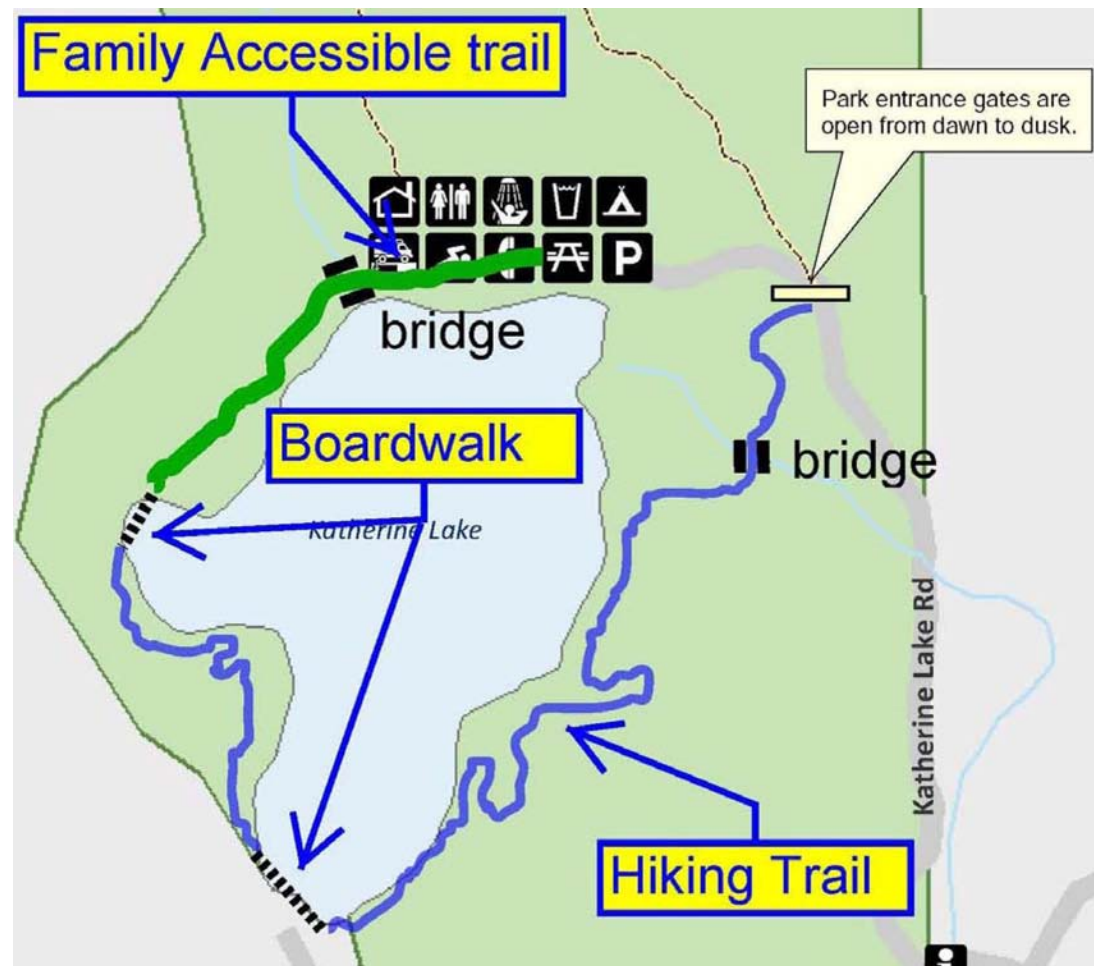 Family Accessible trail
Park entrance gates are
open from dawn to dusk.
P
bridge
Boardwalk
bridge
Katherine Lake
Katherine Lake Rd
Hiking Trail